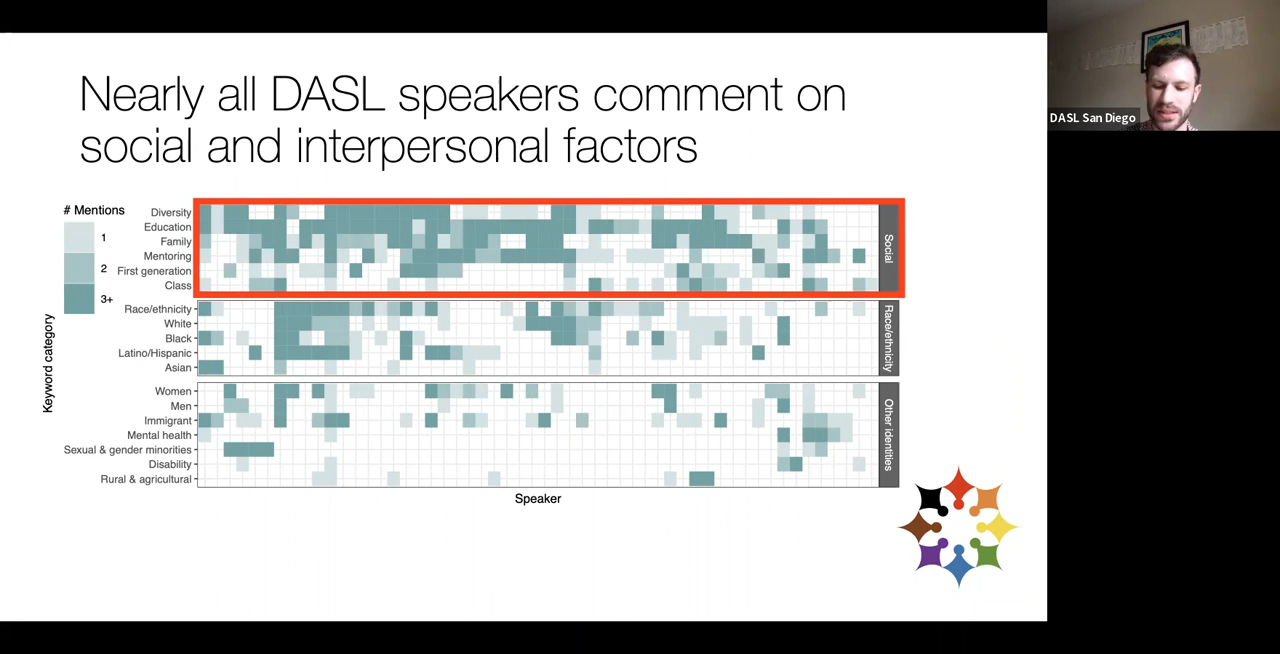 Nearly all DASL speakers comment on
social and interpersonal factors
DASL San Diego
# Mentions
1
2
3+
Keyword category
Diversity
Education
Family
Mentoring
First generation
Class
Social
Race/ethnicity
White
Black
Latino/Hispanic
Asian
Race/ethnicity
Women
Men
Immigrant
Mental health
Sexual & gender minorities
Disability
Rural & agricultural
Other identities
Speaker